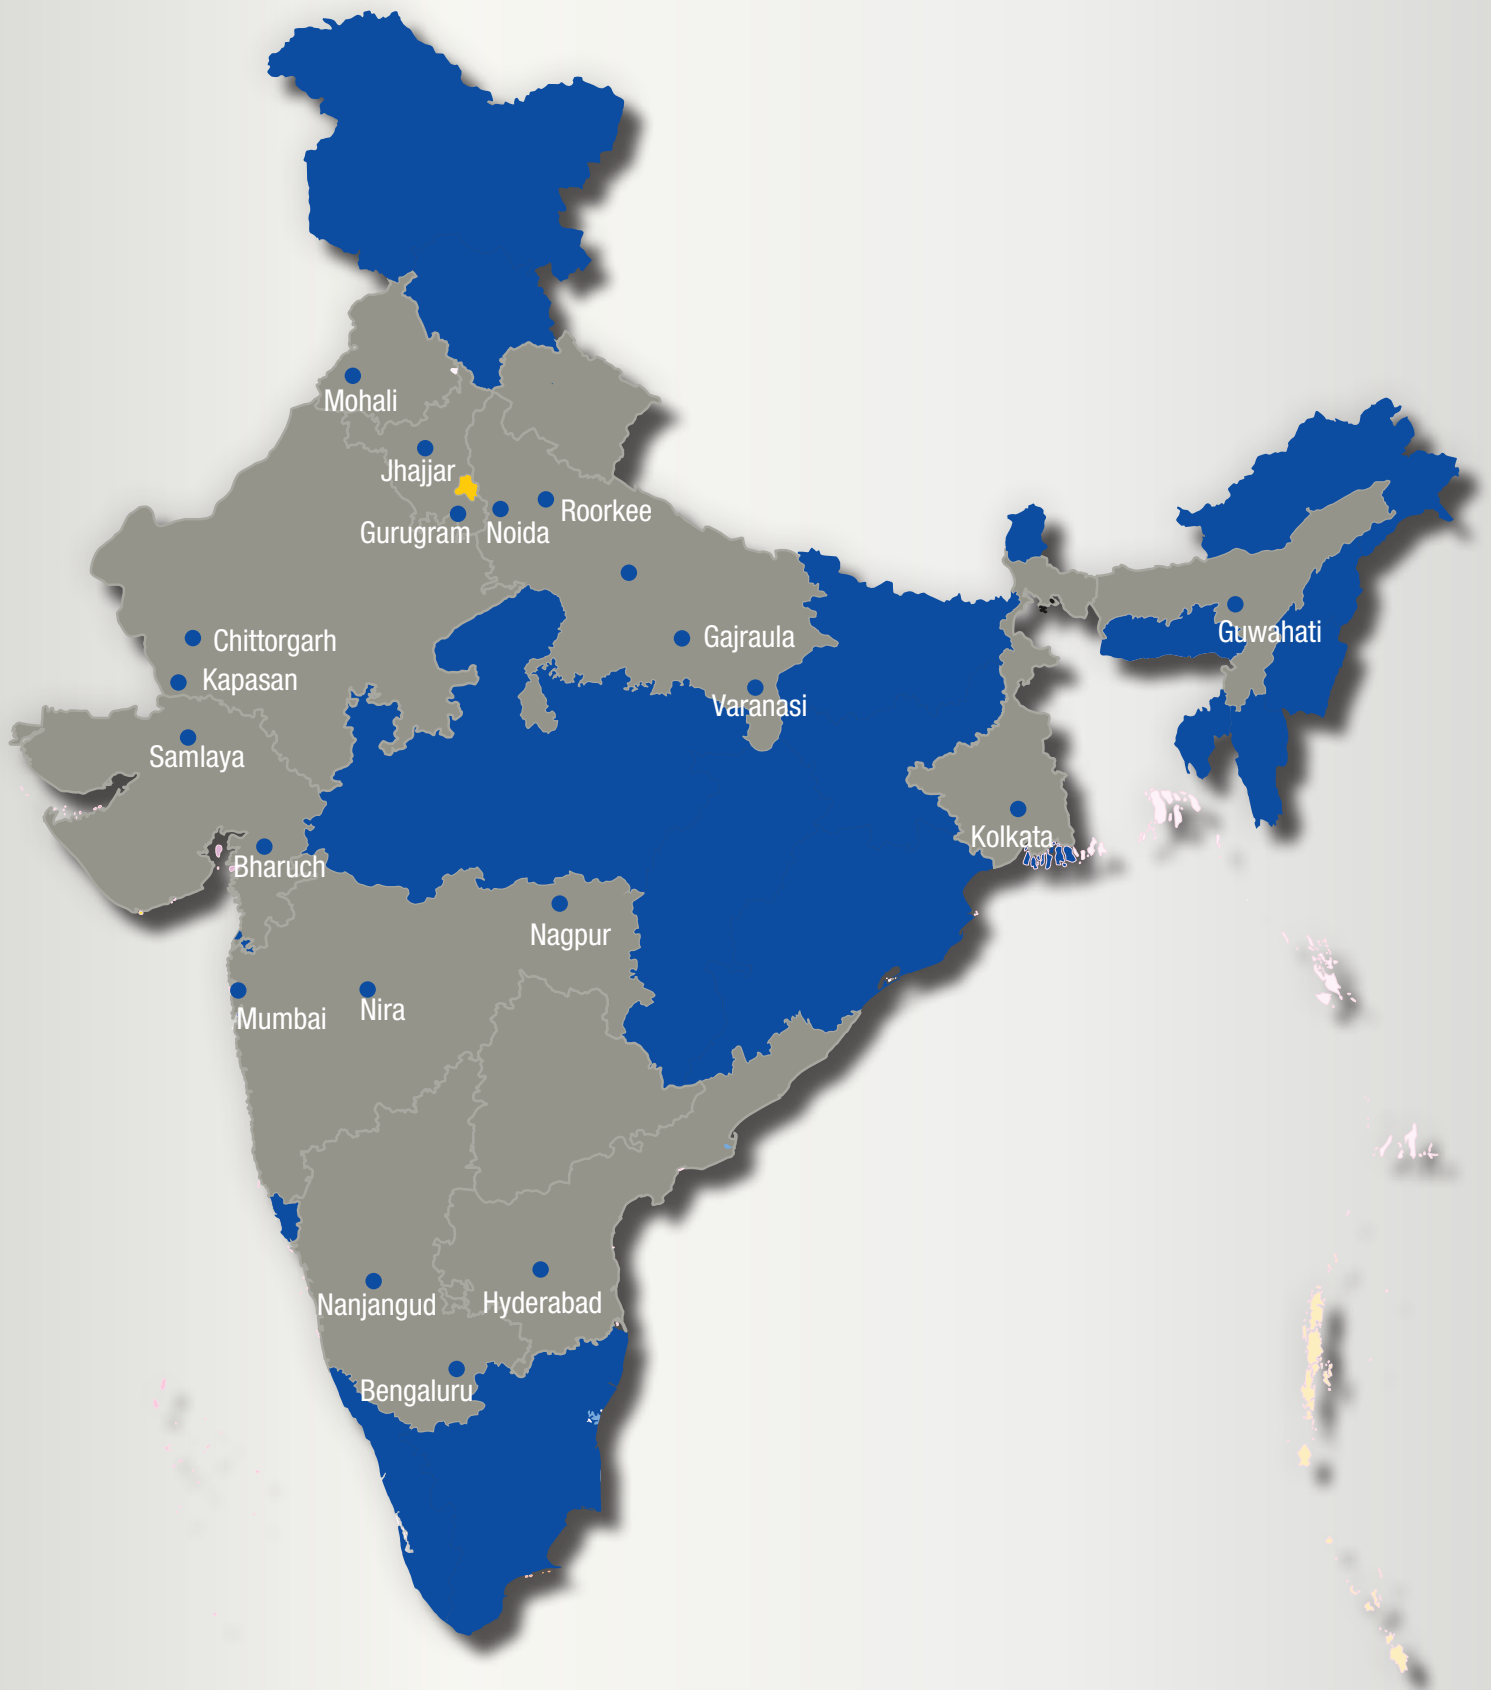 Mohali
Jhajjar
Roorkee
Gurugram
Noida
Guwahati
Gajraula
Chittorgarh
Kapasan
Varanasi
Samlaya
Kolkata
Bharuch
Nagpur
Nira
Mumbai
Nanjangud
Hyderabad
Bengaluru